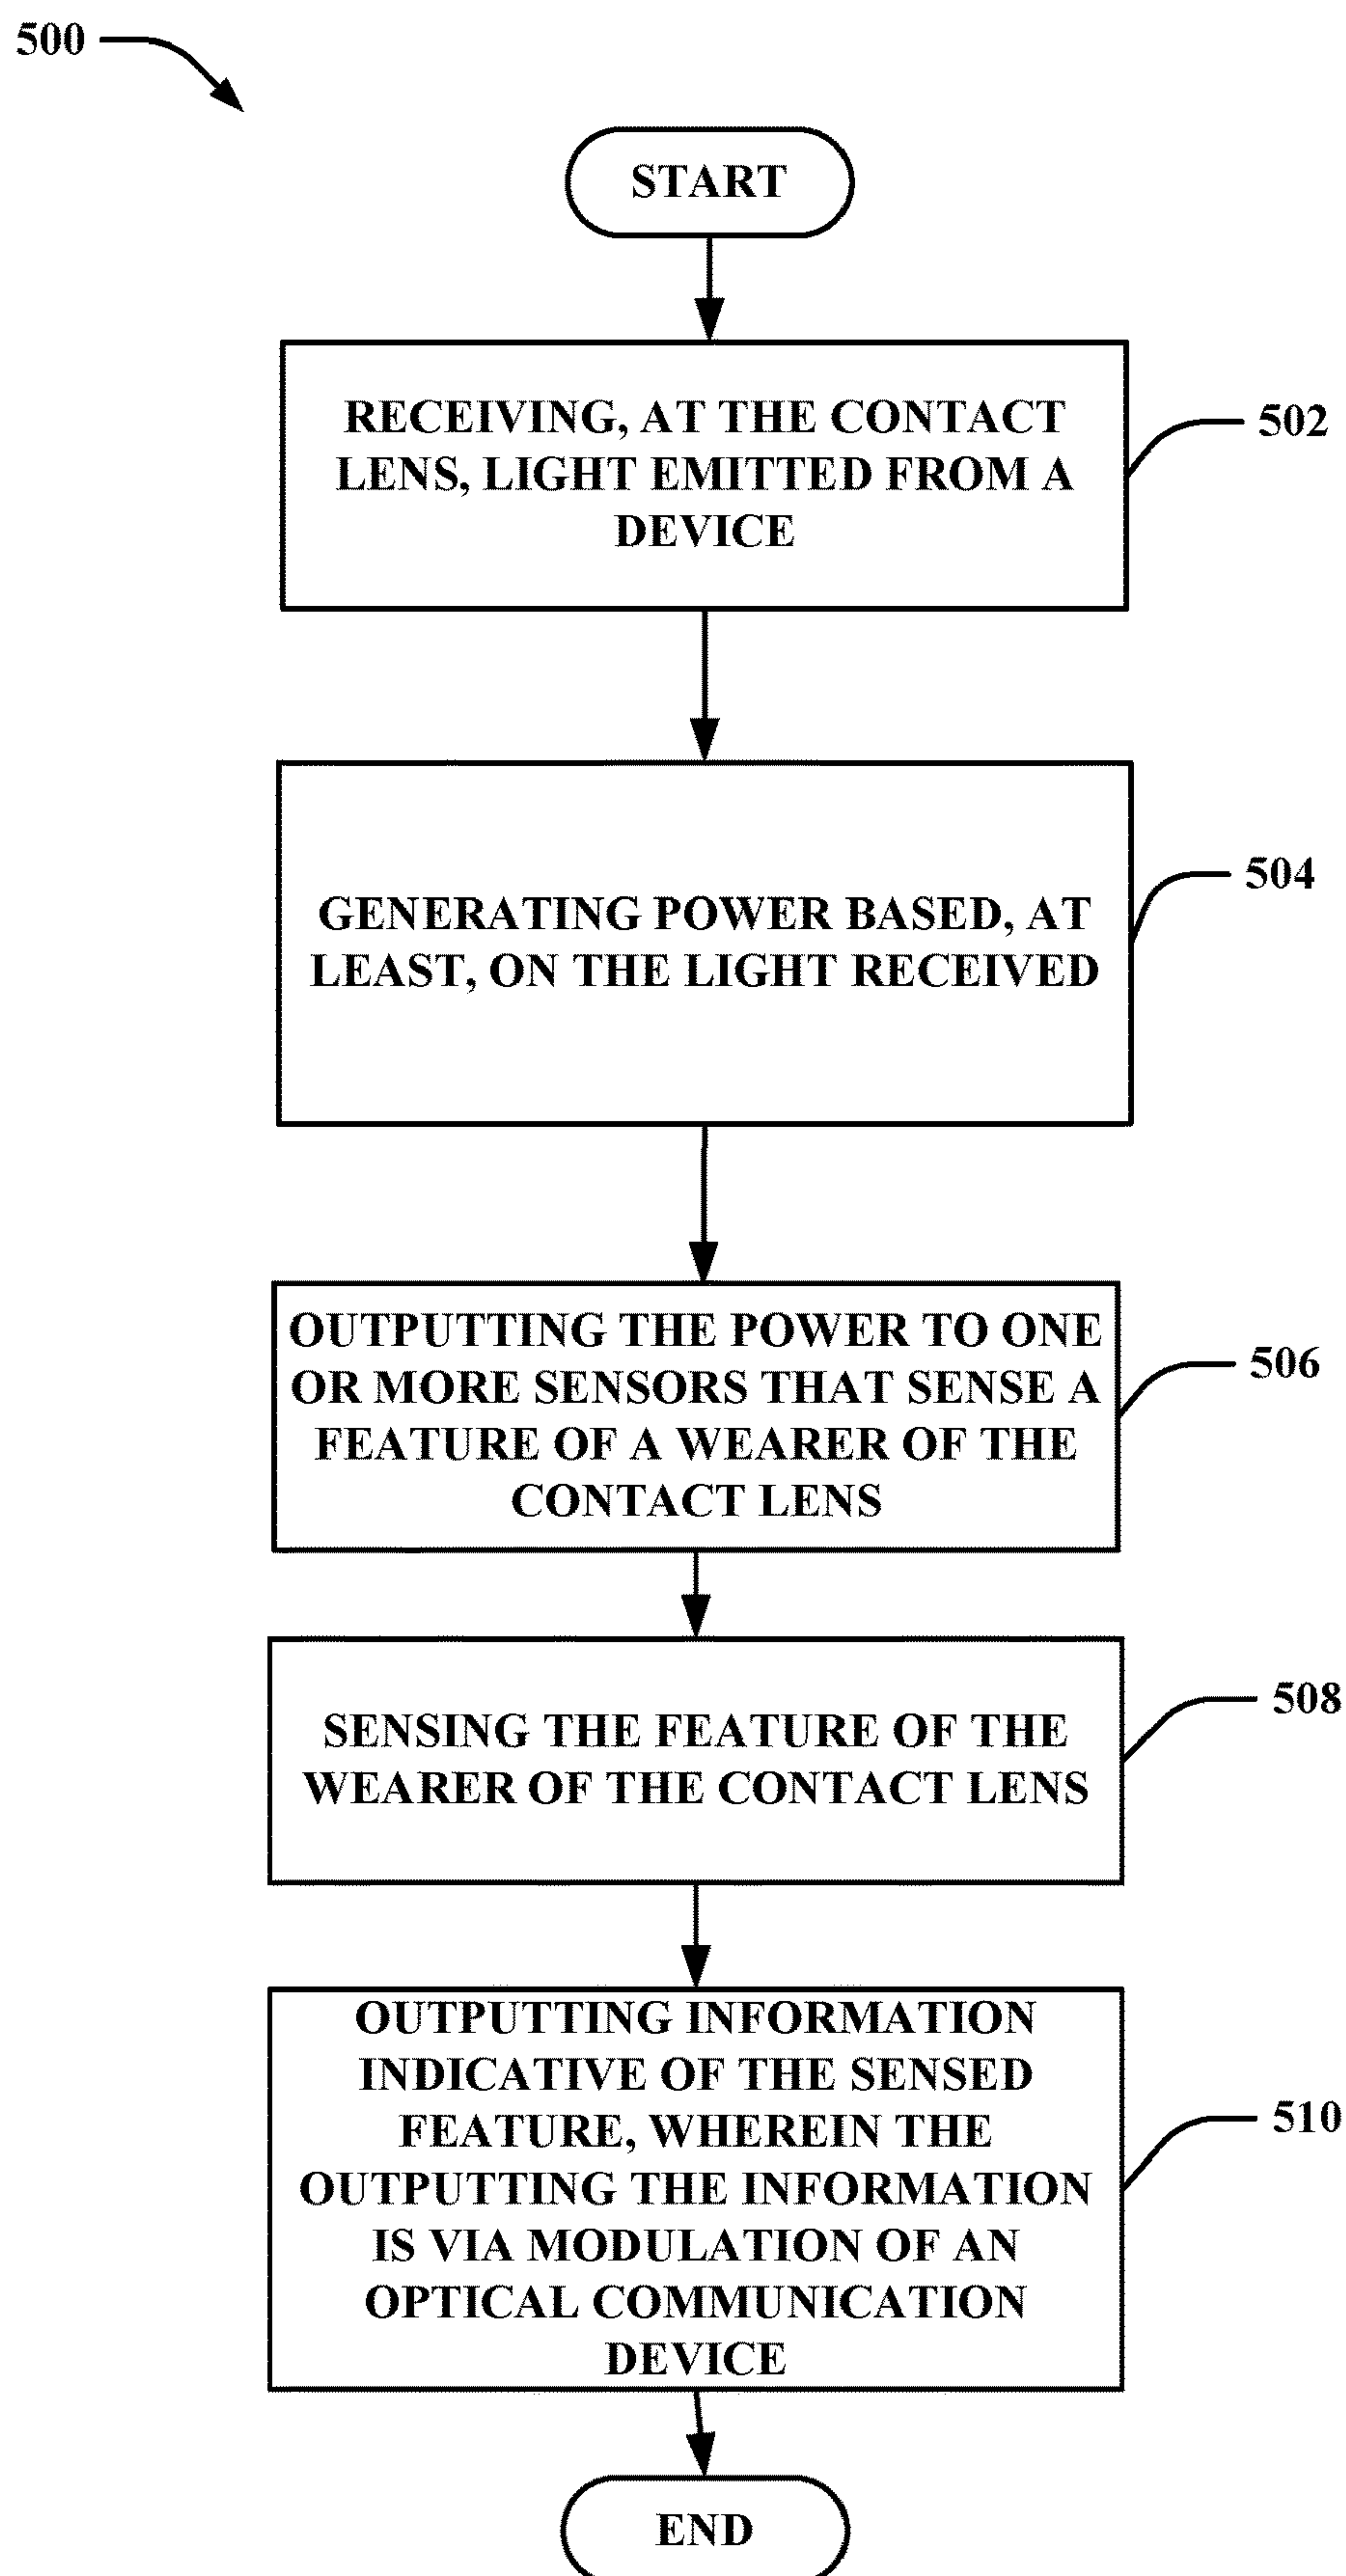 500
START
RECEIVING, AT THE CONTACT
LENS, LIGHT EMITTED FROM A
DEVICE
502
GENERATING POWER BASED, AT
LEAST, ON THE LIGHT RECEIVED
504
OUTPUTTING THE POWER TO ONE
OR MORE SENSORS THAT SENSE A
FEATURE OF A WEARER OF THE
CONTACT LENS
506
SENSING THE FEATURE OF THE
WEARER OF THE CONTACT LENS
508
OUTPUTTING INFORMATION
INDICATIVE OF THE SENSED
FEATURE, WHEREIN THE
OUTPUTTING THE INFORMATION
IS VIA MODULATION OF AN
OPTICAL COMMUNICATION
DEVICE
510
END